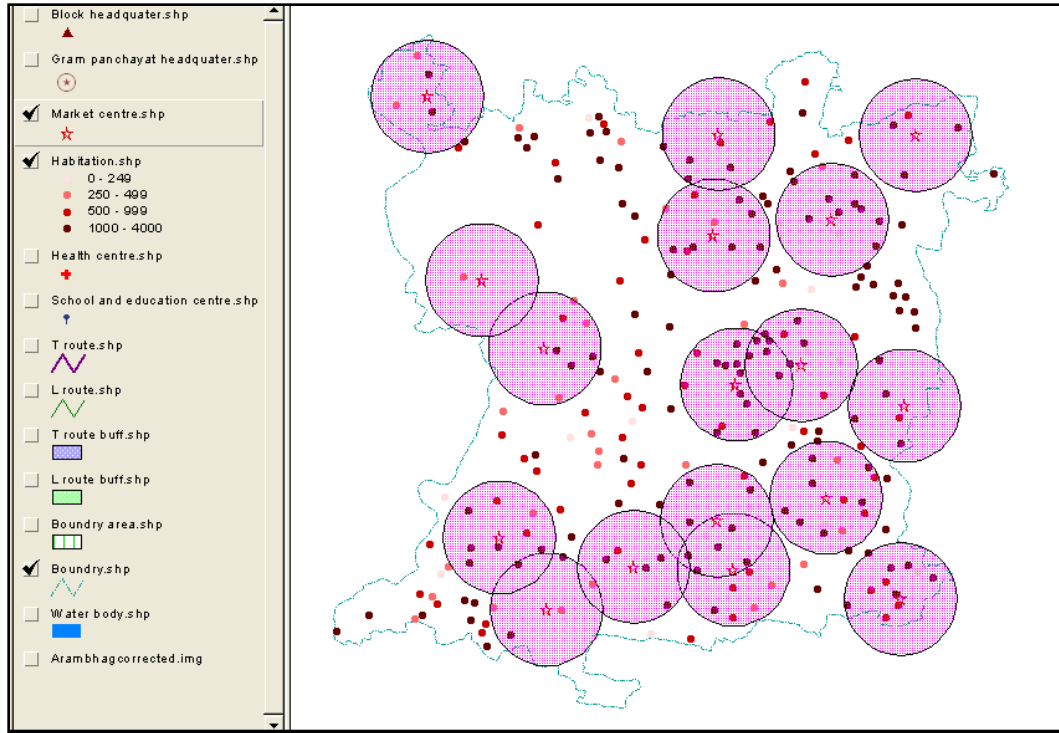 Block headquater.shp
Gram panchayat headquater.shp
Market centre.shp
Habitation.shp
0 - 249
250 - 499
500 - 999
1000 - 4000
Health centre.shp
School and education centre.shp
T route.shp
L route.shp
T route buff.shp
L route buff.shp
Boundry area.shp
Boundry.shp
Water body.shp
Arambhagcorrected.img